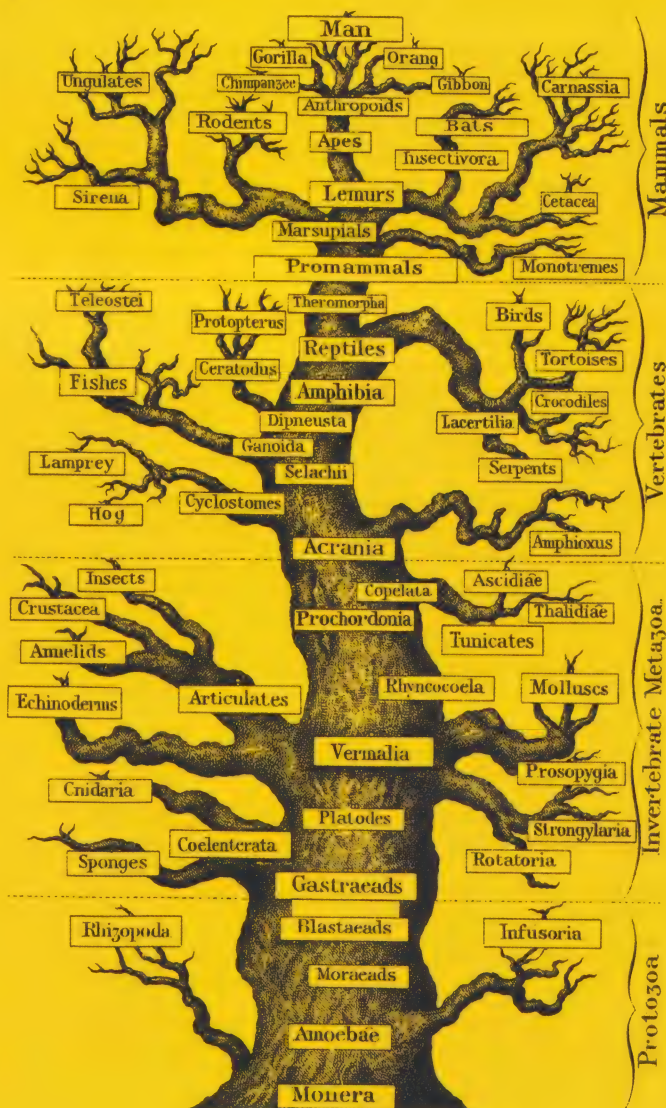 Man
Gorilla
Orang
Ungulates
Chimpanzee
Gibbon
Carnassia
Anthropoids
Rodents
Bats
Apes
Insectivora
Sirena
Lemurs
Cetacea
Marsupials
Promammals
Monotremes
Mammals
Teleostei
Theromorpha
Protopterus
Birds
Reptiles
Tortoises
Ceratodus
Fishes
Amphibia
Crocodiles
Dipneusta
Lacertilia
Ganoida
Lamprey
Selachii
Serpents
Cyclostomes
Hog
Amphioxus
Acrania
Vertebrates
Insects
Ascidiae
Copelata
Crustacea
Thalidiae
Prochordonia
Tunicates
Annelids
Rhyncocoela
Molluscs
Echinoderms
Articulates
Vermalia
Prosopygia
Cnidaria
Platodes
Strongylaria
Coelenterata
Sponges
Rotatoria
Gastraeads
Invertebrate Metazoa.
Blastaeads
Rhizopoda
Infusoria
Moraeads
Amoebae
Monera
Protozoa